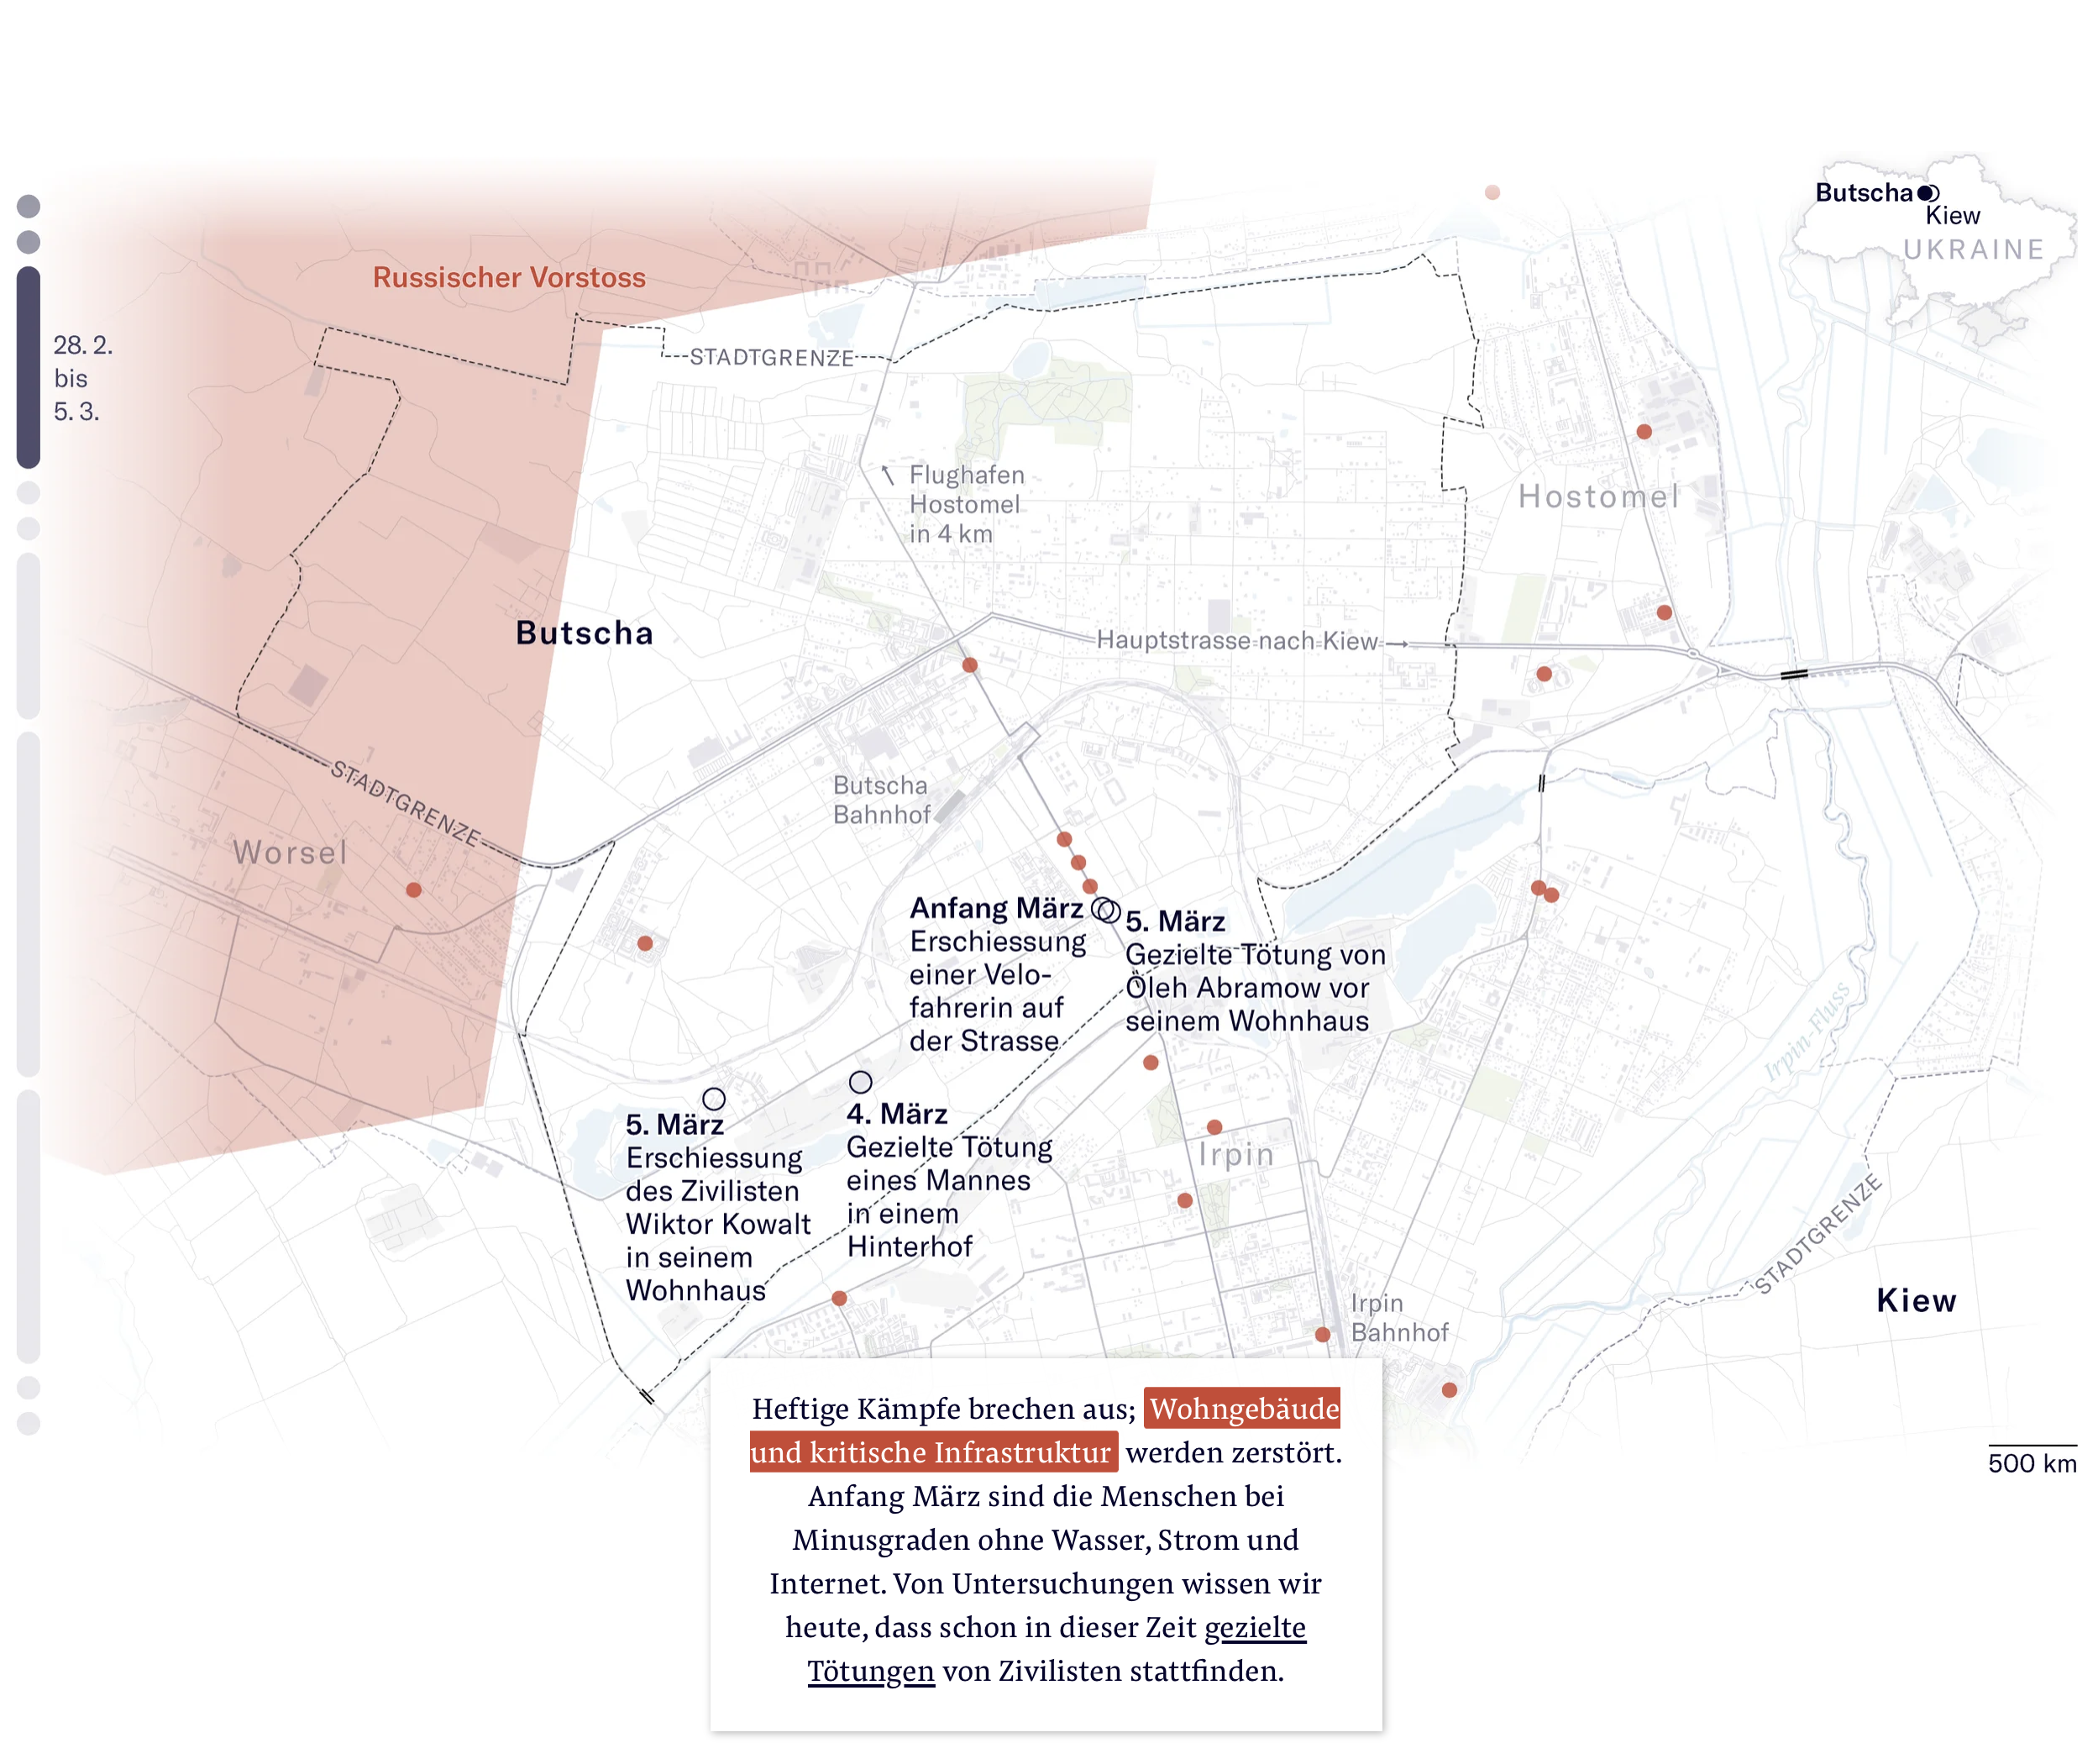 Butscha
Kiew
UKRAINE
Russischer Vorstoss
28. 2.
bis
5. 3.
STADTGRENZE
Flughafen
Hostomel
in 4 km
Hostomel
Butscha
Hauptstrasse nach Kiew
STADTGRENZE
Butscha
Bahnhof
Worsel
Anfang März
Erschiessung
einer Velo-
fahrerin auf
der Strasse
5. März
Gezielte Tötung von
Oleh Abramow vor
seinem Wohnhaus
Irpin-Fluss
5. März
Erschiessung
des Zivilisten
Wiktor Kowalt
in seinem
Wohnhaus
4. März
Gezielte Tötung
eines Mannes
in einem
Hinterhof
Irpin
STADTGRENZE
Kiew
Irpin
Bahnhof
Heftige Kämpfe brechen aus; Wohngebäude
und kritische Infrastruktur werden zerstört.
Anfang März sind die Menschen bei
Minusgraden ohne Wasser, Strom und
Internet. Von Untersuchungen wissen wir
heute, dass schon in dieser Zeit gezielte
Tötungen von Zivilisten stattfinden.
500 km